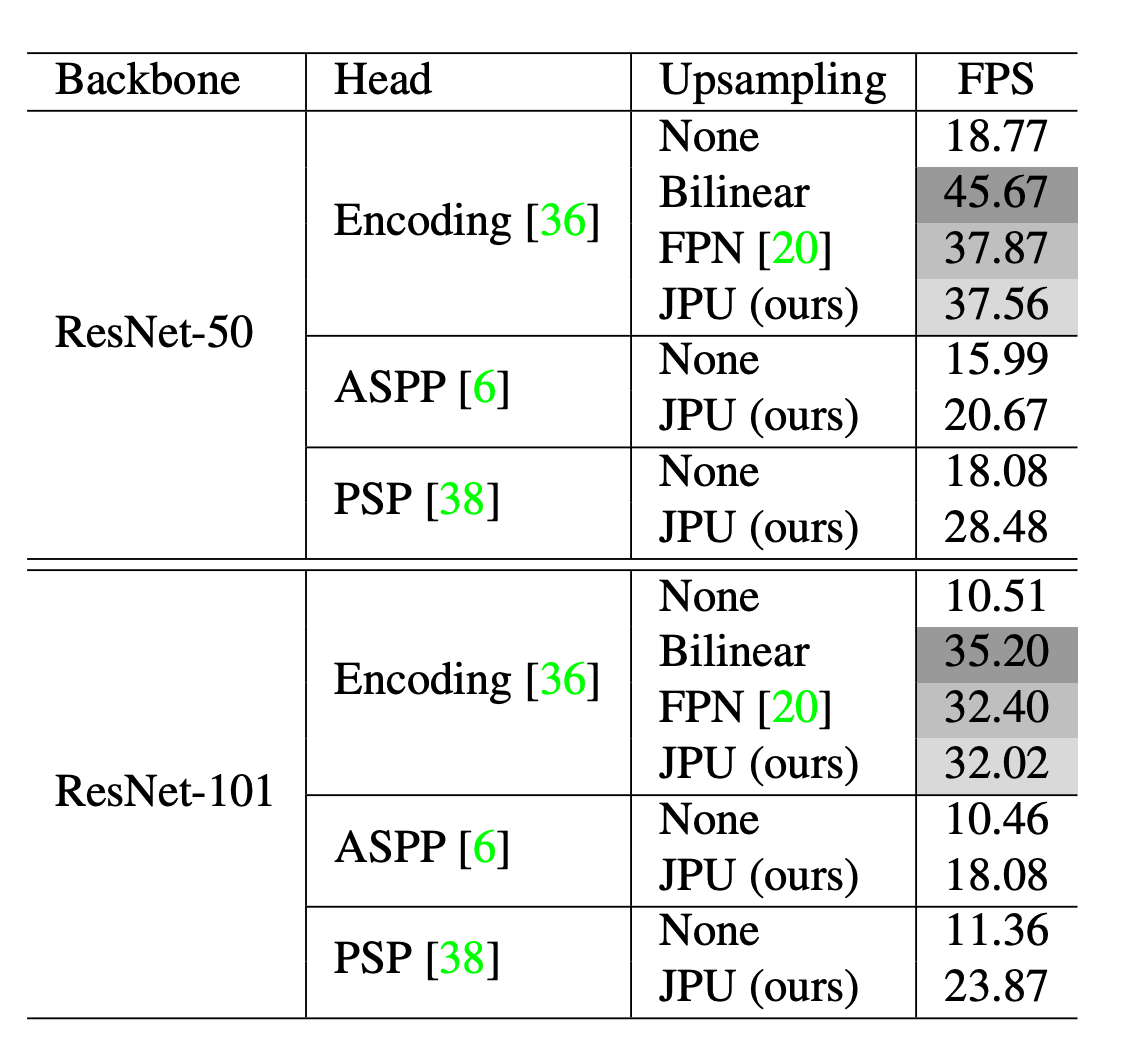 Backbone Head Upsampling FPS
ResNet-50 Encoding [36] None 18.77
Bilinear 45.67
FPN [20] 37.87
JPU (ours) 37.56
ASPP [6] None 15.99
JPU (ours) 20.67
PSP [38] None 18.08
JPU (ours) 28.48
ResNet-101 Encoding [36] None 10.51
Bilinear 35.20
FPN [20] 32.40
JPU (ours) 32.02
ASPP [6] None 10.46
JPU (ours) 18.08
PSP [38] None 11.36
JPU (ours) 23.87